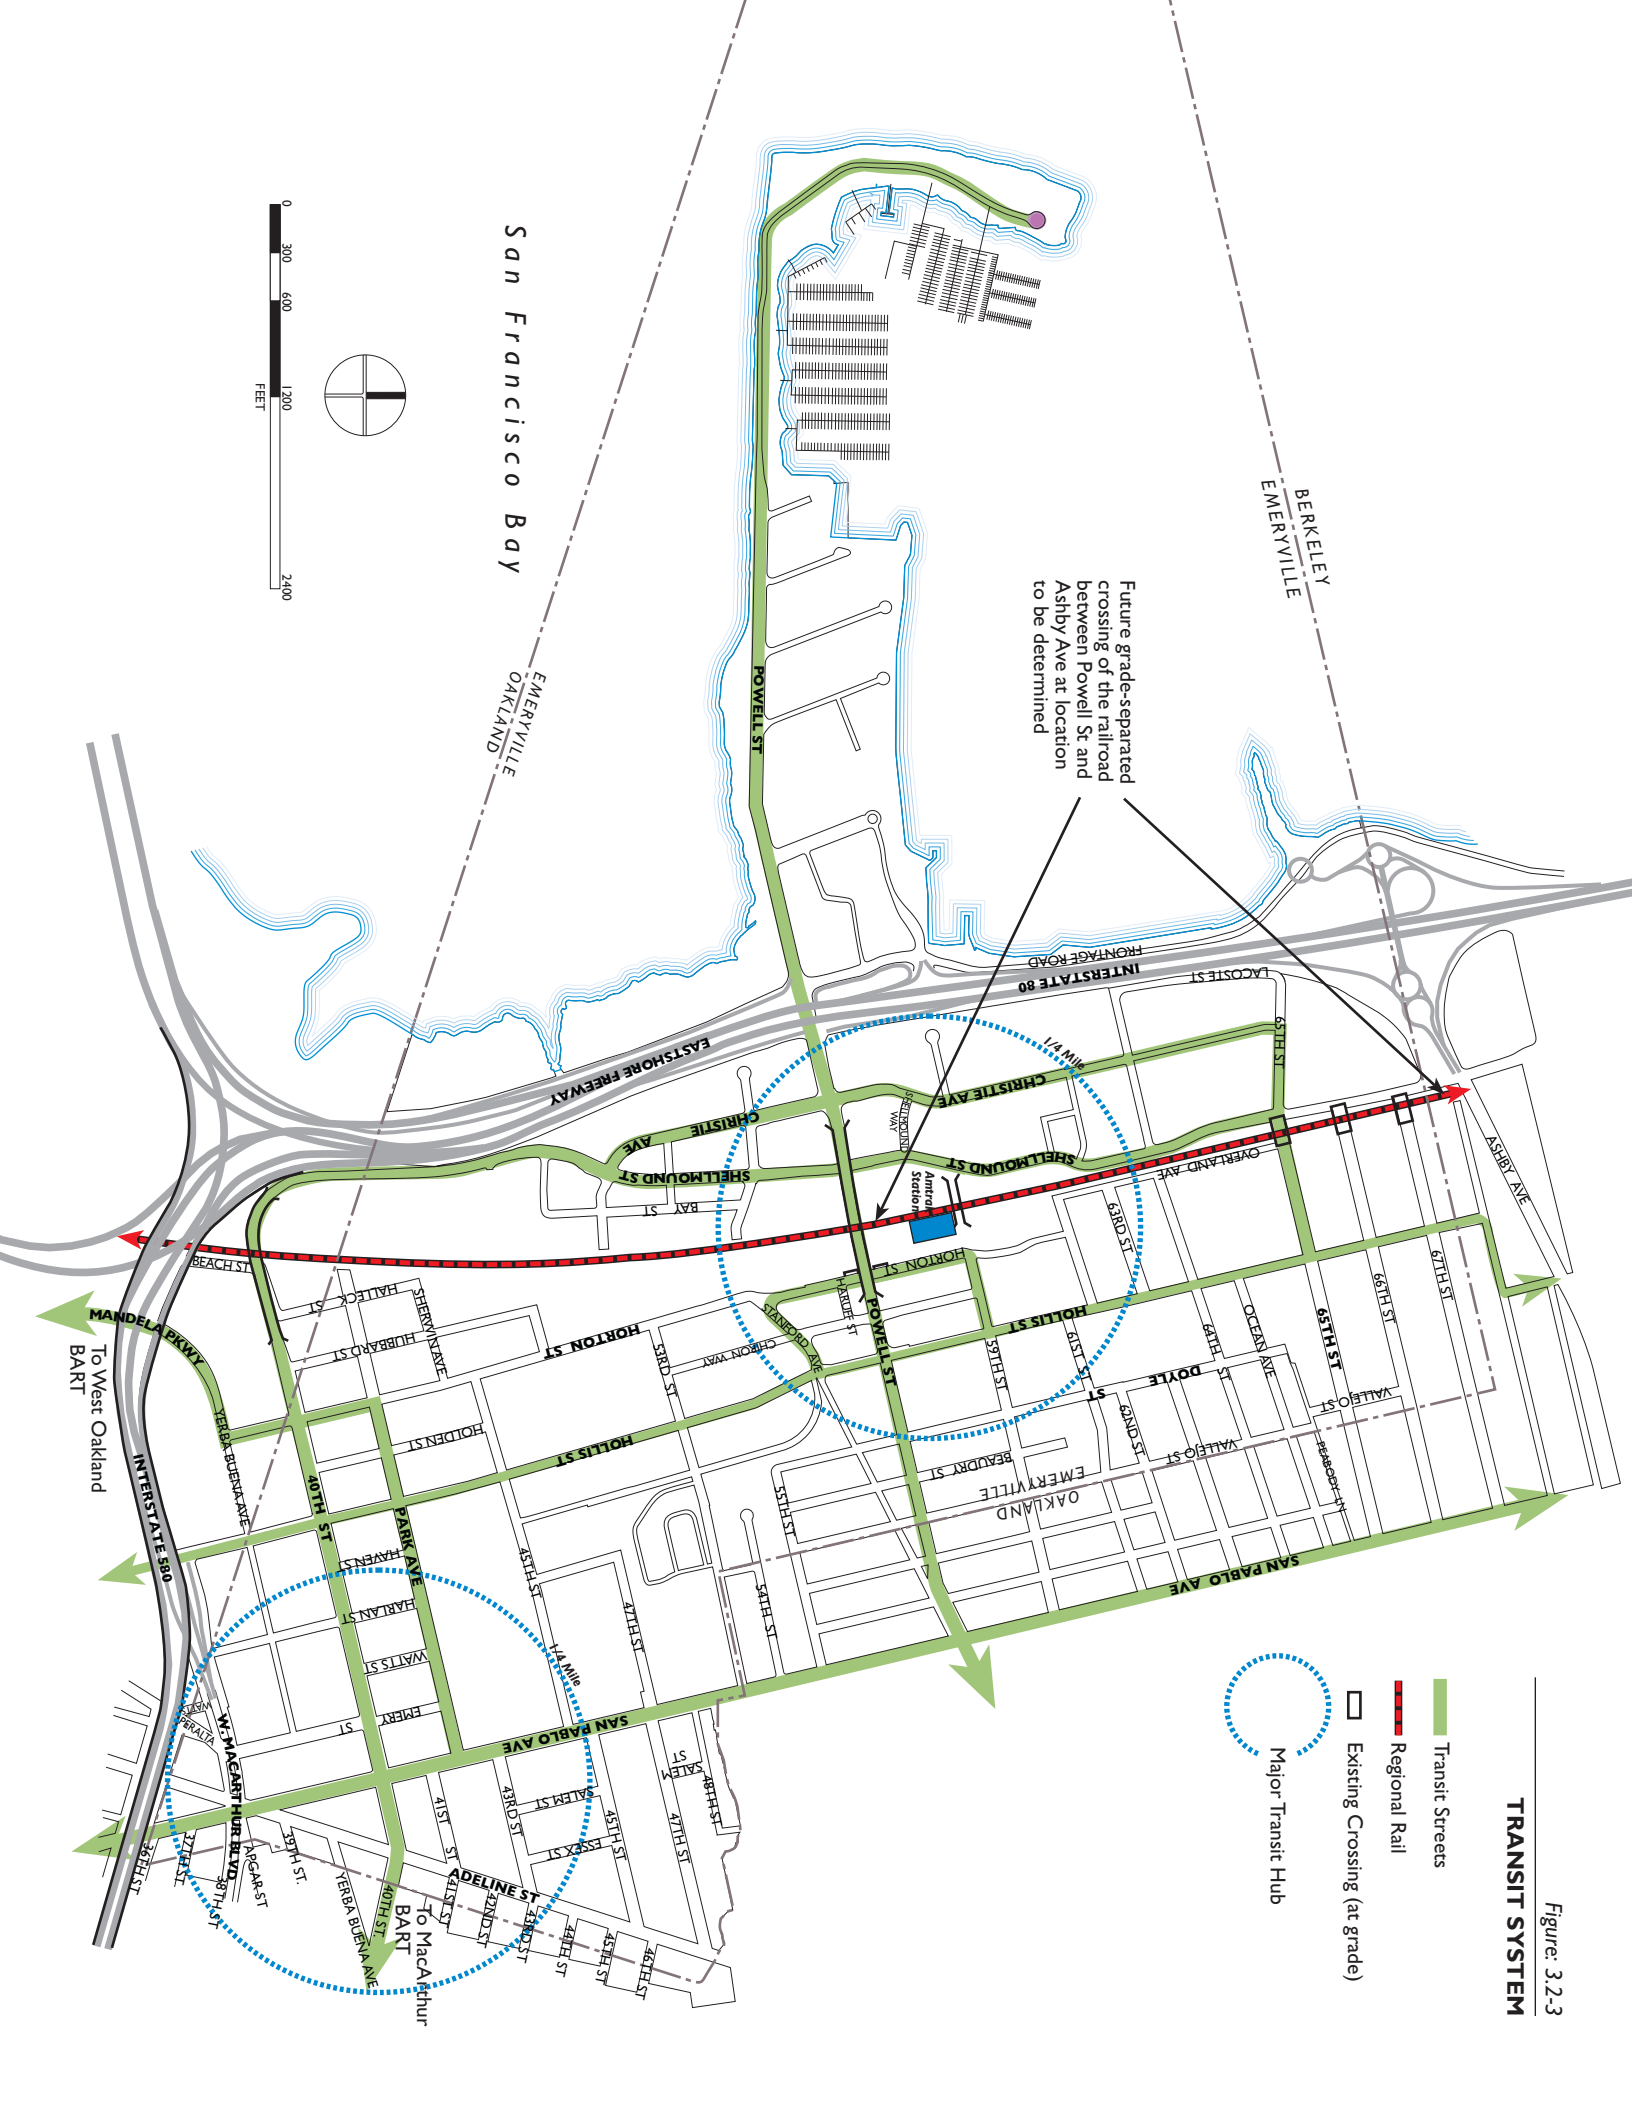 Figure: 3.2-3
TRANSIT SYSTEM
Transit Streets
Regional Rail
Existing Crossing (at grade)
Major Transit Hub
BERKELEY
EMERYVILLE
Future grade-separated
crossing of the railroad
between Powell St and
Ashby Ave at location
to be determined
San Francisco Bay
EMERYVILLE
OAKLAND
0
300
600
1200
2400
FEET
POWELL ST
FRONTAGE ROAD
INTERSTATE 80
LACOSTE ST
65TH ST
EASTSHORE FREEWAY
1/4 Mile
CHRISTIE AVE
CHRISTIE
AVE
SHELLMOUND
WAY
SHELLMOUND ST
SHELLMOUND ST
OVERLAND AVE
ASHBY AVE
Amtrak
Station
BAY ST
63RD ST
HORTON ST
BEACH ST
HALLECK ST
SHERWIN AVE
HUBBARD ST
HORTON ST
53RD ST
CHIRON WAY
STANFORD AVE
HARUFF ST
POWELL ST
HOLLIS ST
59TH ST
61ST ST
DOYLE
ST
64TH
ST
OCEAN AVE
65TH ST
66TH ST
67TH ST
VALLEJO ST
VALLEJO ST
62ND ST
PEABODY LN
BEAUDRY ST
EMERYVILLE
OAKLAND
MANDELA PKWY
To West Oakland
BART
YERBA BUENA AVE
INTERSTATE 580
HOLDEN ST
HOLLIS ST
40TH ST
PARK AVE
HAVEN ST
HARLAN ST
WATTS ST
EMERY
ST
45TH ST
47TH ST
54TH ST
55TH ST
1/4 Mile
SAN PABLO AVE
SAN PABLO AVE
WATTS
PERALTA
W. MACARTHUR BLVD
36TH ST
37TH ST
38TH ST
APGAR ST
39TH ST.
YERBA BUENA AVE
40TH ST.
To MacArthur
BART
41ST
ST
43RD ST
SALEM ST
ESSEX ST
45TH ST
47TH ST
SALEM
ST
48TH ST
ADELINE ST
41 ST ST
42ND ST
43RD ST
44TH ST
45TH ST
46TH ST